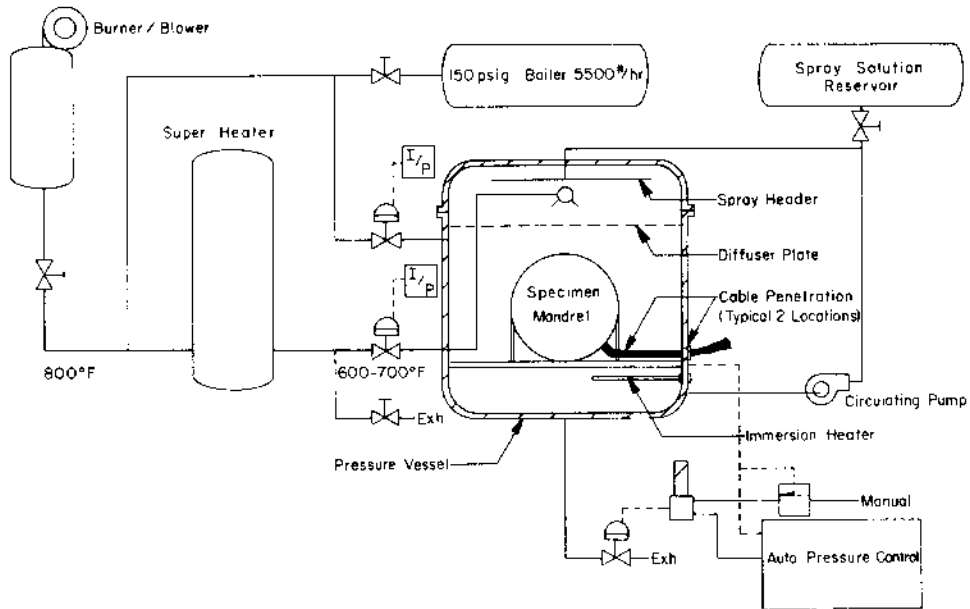 Burner / Blower
150 psig Bailer 5500#/hr
Spray Solution
Reservoir
Super Heater
I/P
Spray Header
Diffuser Plate
I/P
Specimen
Mandrel
Cable Penetration
(Typical 2 Locations)
800°F
600-700°F
Exh
Circulating Pump
Immersion Heater
Pressure Vessel
Manual
Exh
Auto Pressure Control